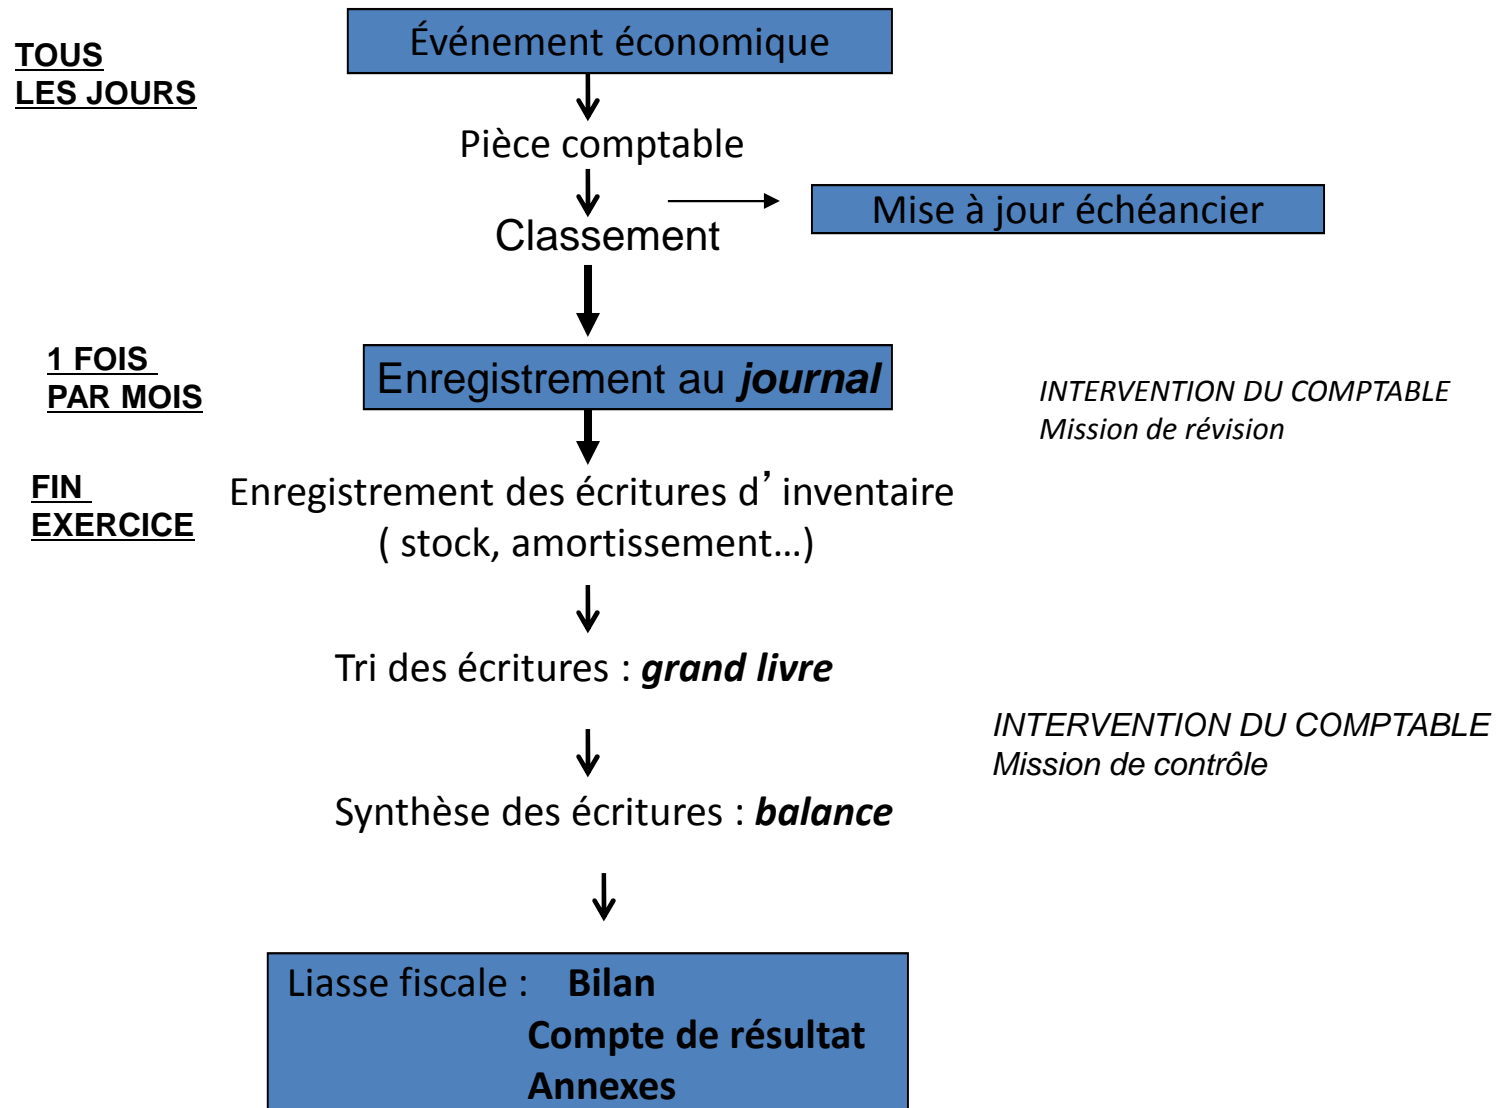 Événement économique
TOUS
LES JOURS
Pièce comptable
Mise à jour échéancier
Classement
1 FOIS
PAR MOIS
Enregistrement au journal
INTERVENTION DU COMPTABLE
Mission de révision
FIN
EXERCICE
Enregistrement des écritures d’ inventaire
( stock, amortissement…)
Tri des écritures : grand livre
INTERVENTION DU COMPTABLE
Mission de contrôle
Synthèse des écritures : balance
Liasse fiscale : Bilan
Compte de résultat
Annexes